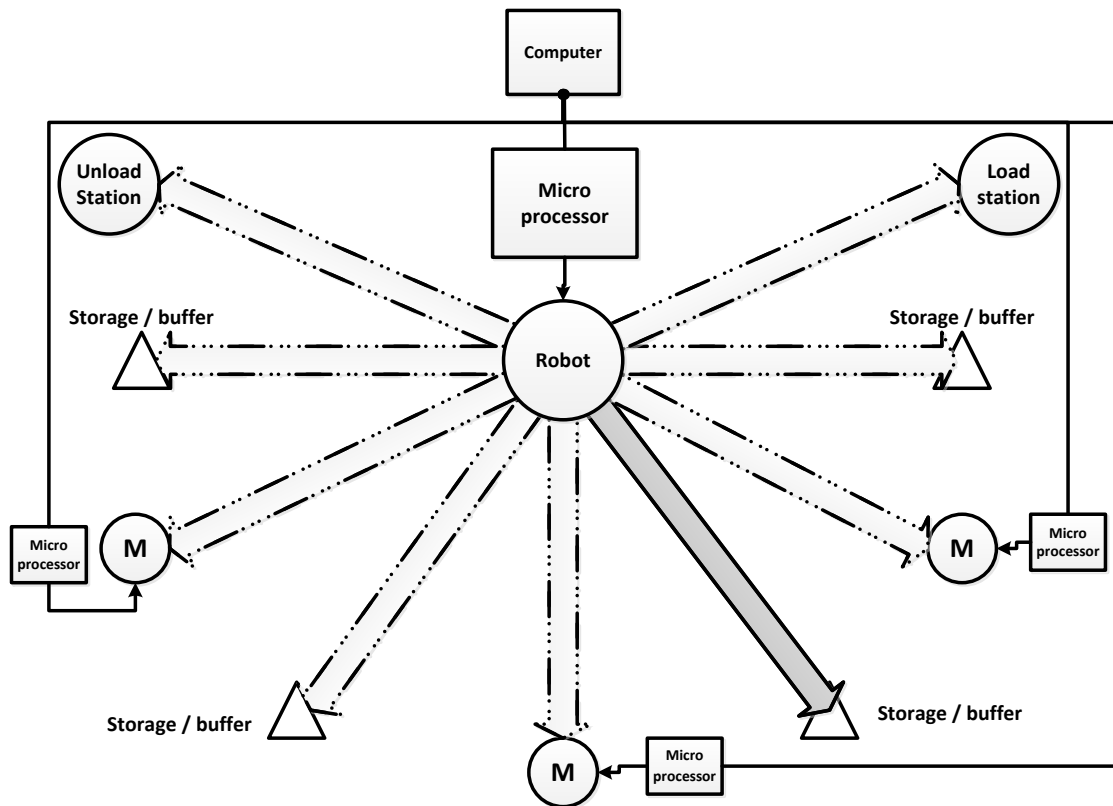 Computer
Unload
Station
Micro
processor
Load
station
Storage / buffer
Storage / buffer
Robot
Micro
processor
M
M
Micro
processor
Storage / buffer
Storage / buffer
M
Micro
processor